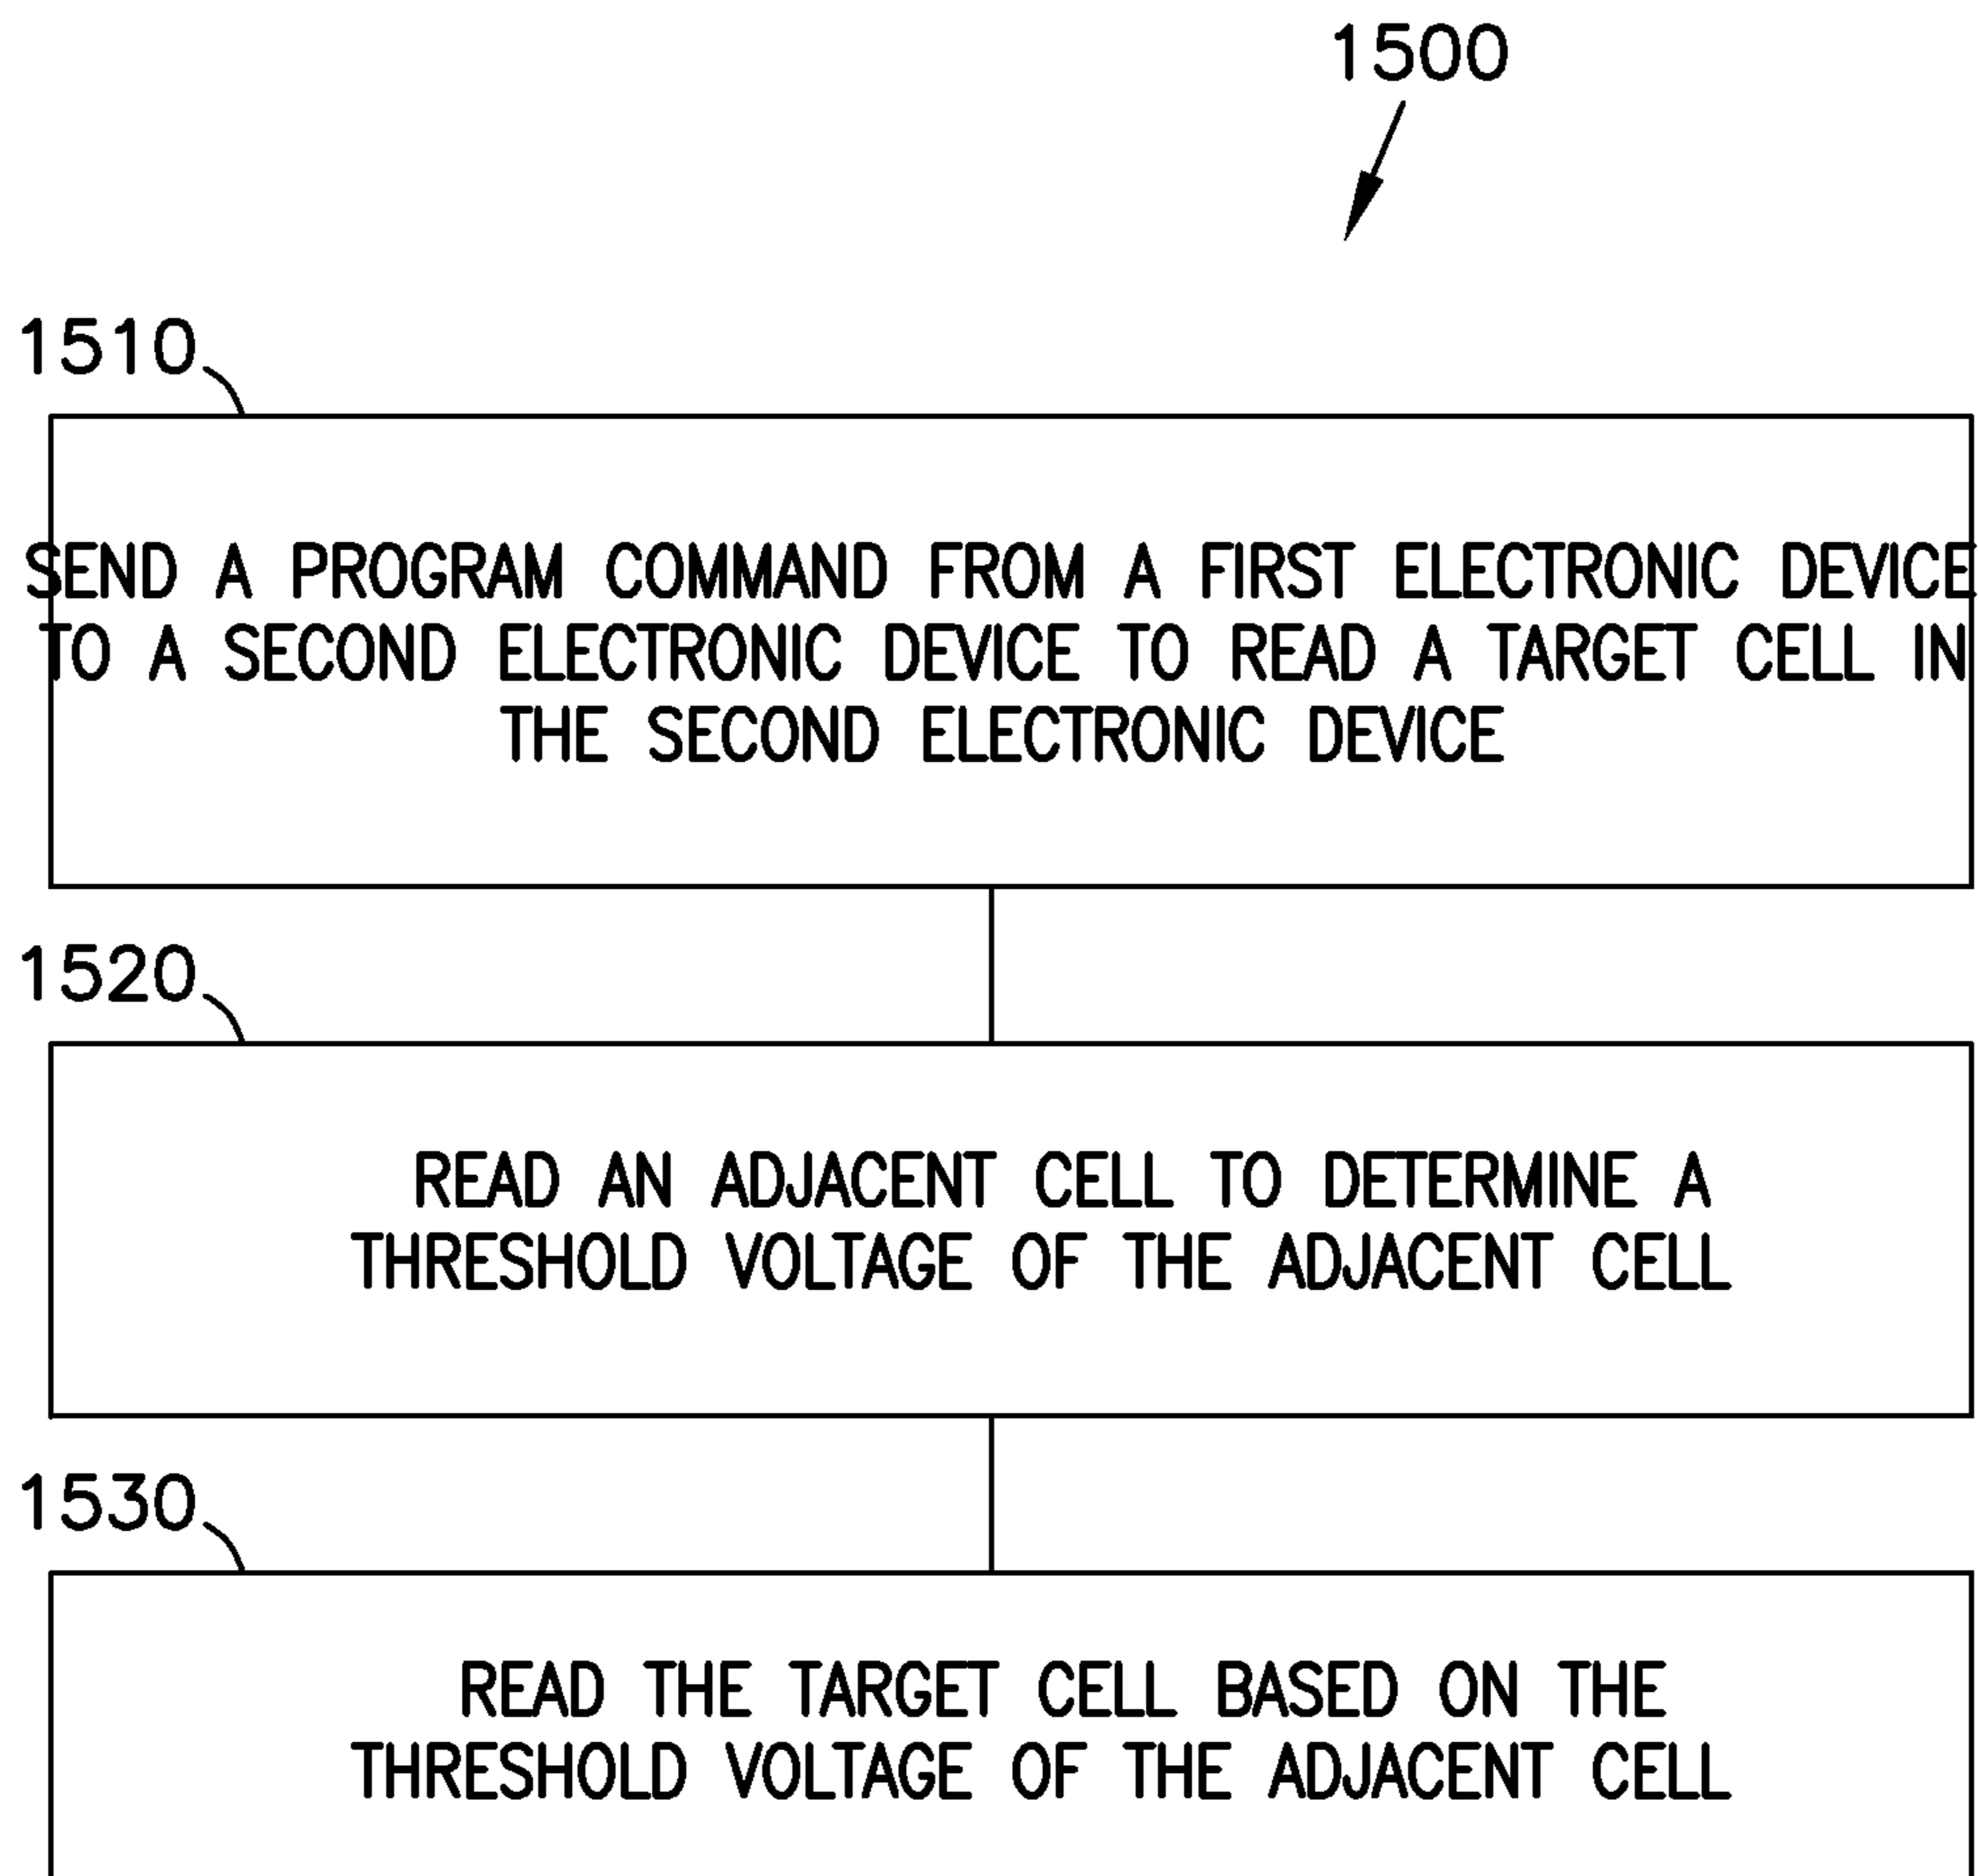 1500
1510
SEND A PROGRAM COMMAND FROM A FIRST ELECTRONIC DEVICE
TO A SECOND ELECTRONIC DEVICE TO READ A TARGET CELL IN
THE SECOND ELECTRONIC DEVICE
1520
READ AN ADJACENT CELL TO DETERMINE A
THRESHOLD VOLTAGE OF THE ADJACENT CELL
1530
READ THE TARGET CELL BASED ON THE
THRESHOLD VOLTAGE OF THE ADJACENT CELL